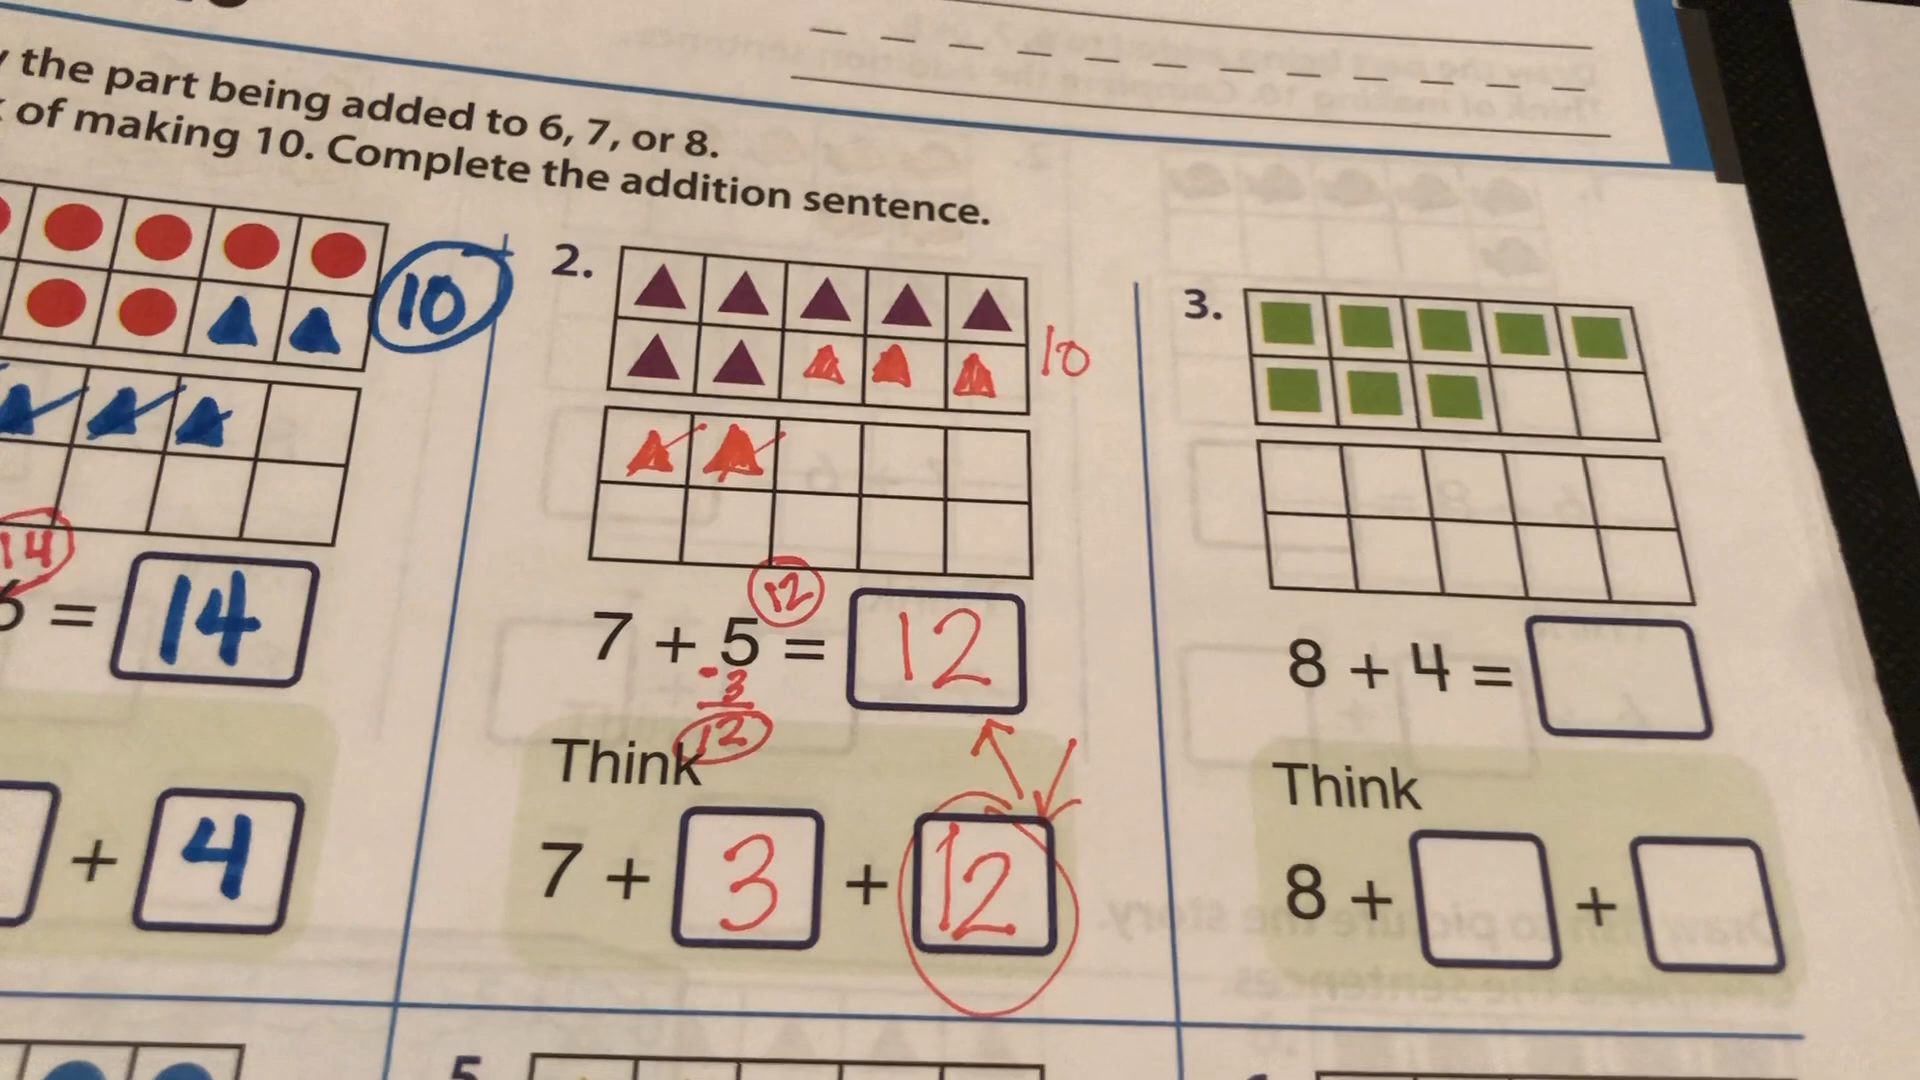 the part being added to 6, 7, or 8.
of making 10. Complete the addition sentence.
10
14
= 14
+ 4
2.
10
12
7 + 5 = 12
-3
12
Think
7 + 3 + 12
3.
8 + 4 =
Think
8 + +
5.